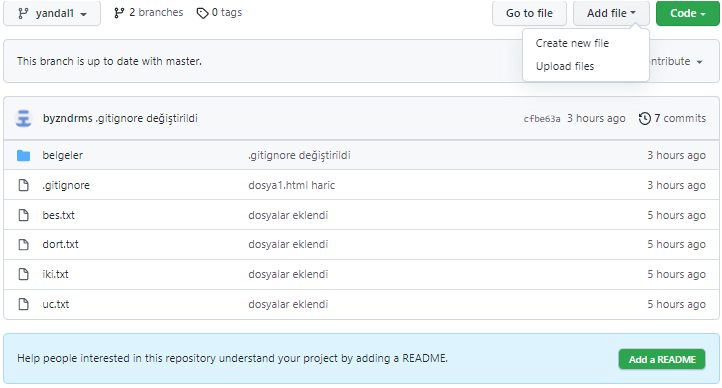 yandal1
2 branches
0 tags
Go to file
Add file
Code
Create new file
Upload files
This branch is up to date with master.
ntribute
byzndrms .gitignore değiştirildi
cfbe63a 3 hours ago
7 commits
belgeler .gitignore değiştirildi 3 hours ago
.gitignore dosya1.html haric 3 hours ago
bes.txt dosyalar eklendi 5 hours ago
dort.txt dosyalar eklendi 5 hours ago
iki.txt dosyalar eklendi 5 hours ago
uc.txt dosyalar eklendi 5 hours ago
Help people interested in this repository understand your project by adding a README.
Add a README